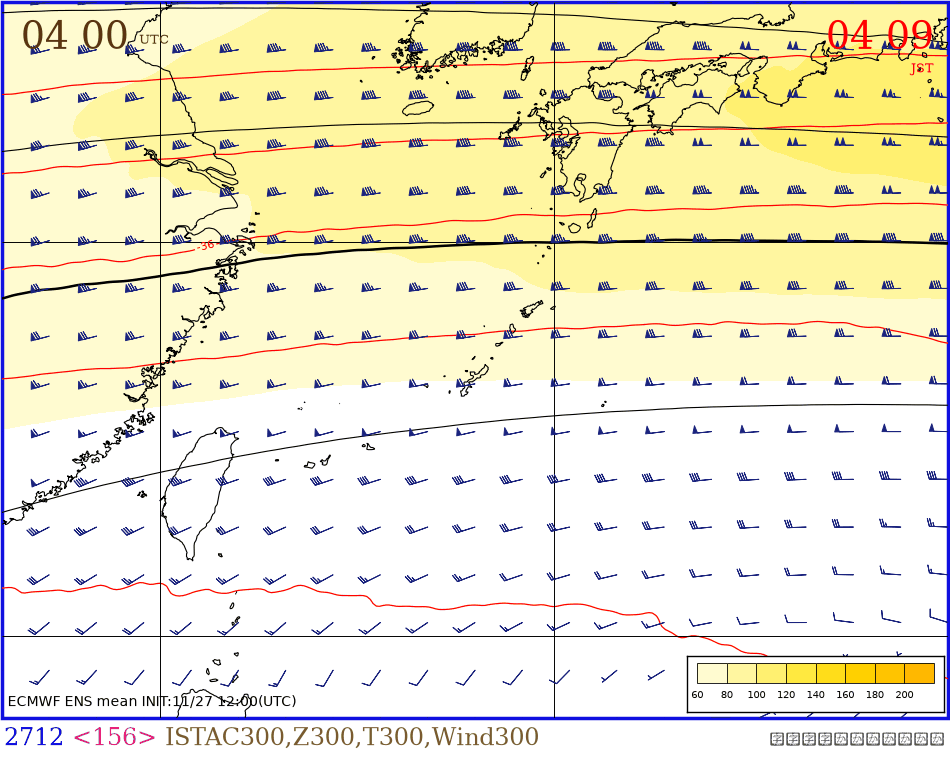 04 00 UTC
04 09
JST
-36
60 80 100 120 140 160 180 200
ECMWF ENS mean INIT:11/27 12:00(UTC)
2712 <156> ISTAC300,Z300,T300,Wind300